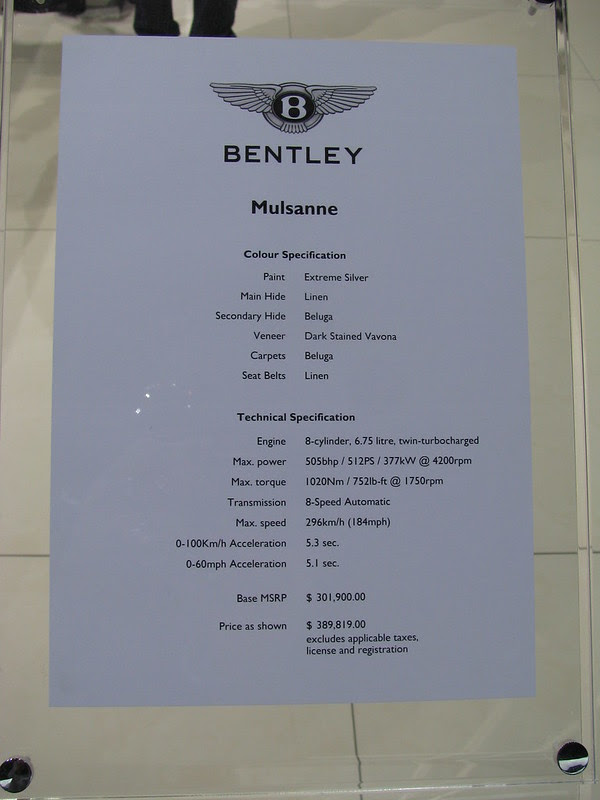 B
BENTLEY
Mulsanne
Colour Specification
Paint Extreme Silver
Main Hide Linen
Secondary Hide Beluga
Veneer Dark Stained Vavona
Carpets Beluga
Seat Belts Linen
Technical Specification
Engine 8-cylinder, 6.75 litre, twin-turbocharged
Max. power 505bhp / 512PS / 377kW @ 4200rpm
Max. torque 1020Nm / 752lb-ft @ 1750rpm
Transmission 8-Speed Automatic
Max. speed 296km/h (184mph)
0-100Km/h Acceleration 5.3 sec.
0-60mph Acceleration 5.1 sec.
Base MSRP $ 301,900.00
Price as shown $ 389,819.00
excludes applicable taxes,
license and registration